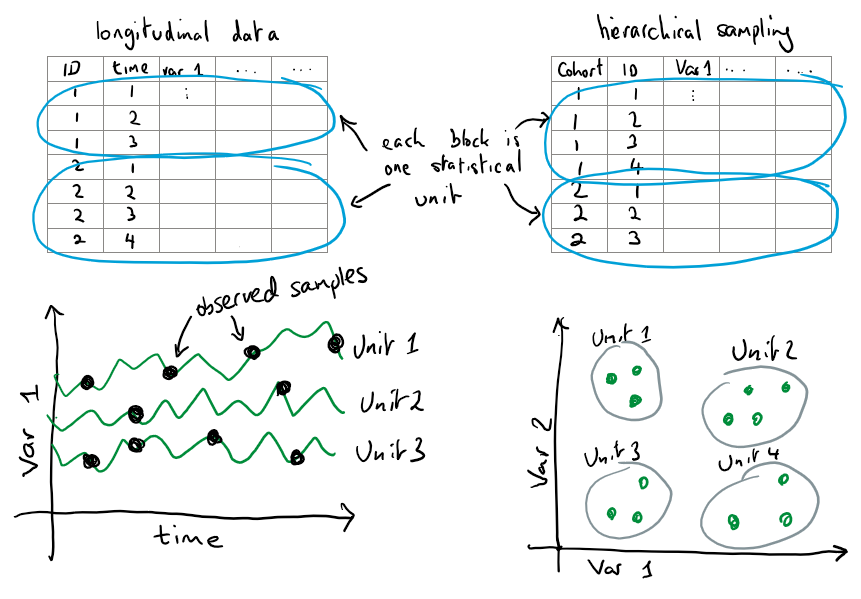 longitudinal data
ID time var 1 ... ...
1 1 ⋮
1 2
1 3
2 1
2 2
2 3
2 4
each block is
one statistical
unit
hierarchical sampling
Cohort ID Var1 ... ...
1 1 ⋮
1 2
1 3
1 4
2 1
2 2
2 3
observed samples
Unit 1
Unit 2
Unit 3
Var 1
time
Unit 1
Unit 2
Unit 3
Unit 4
Var 2
Var 1